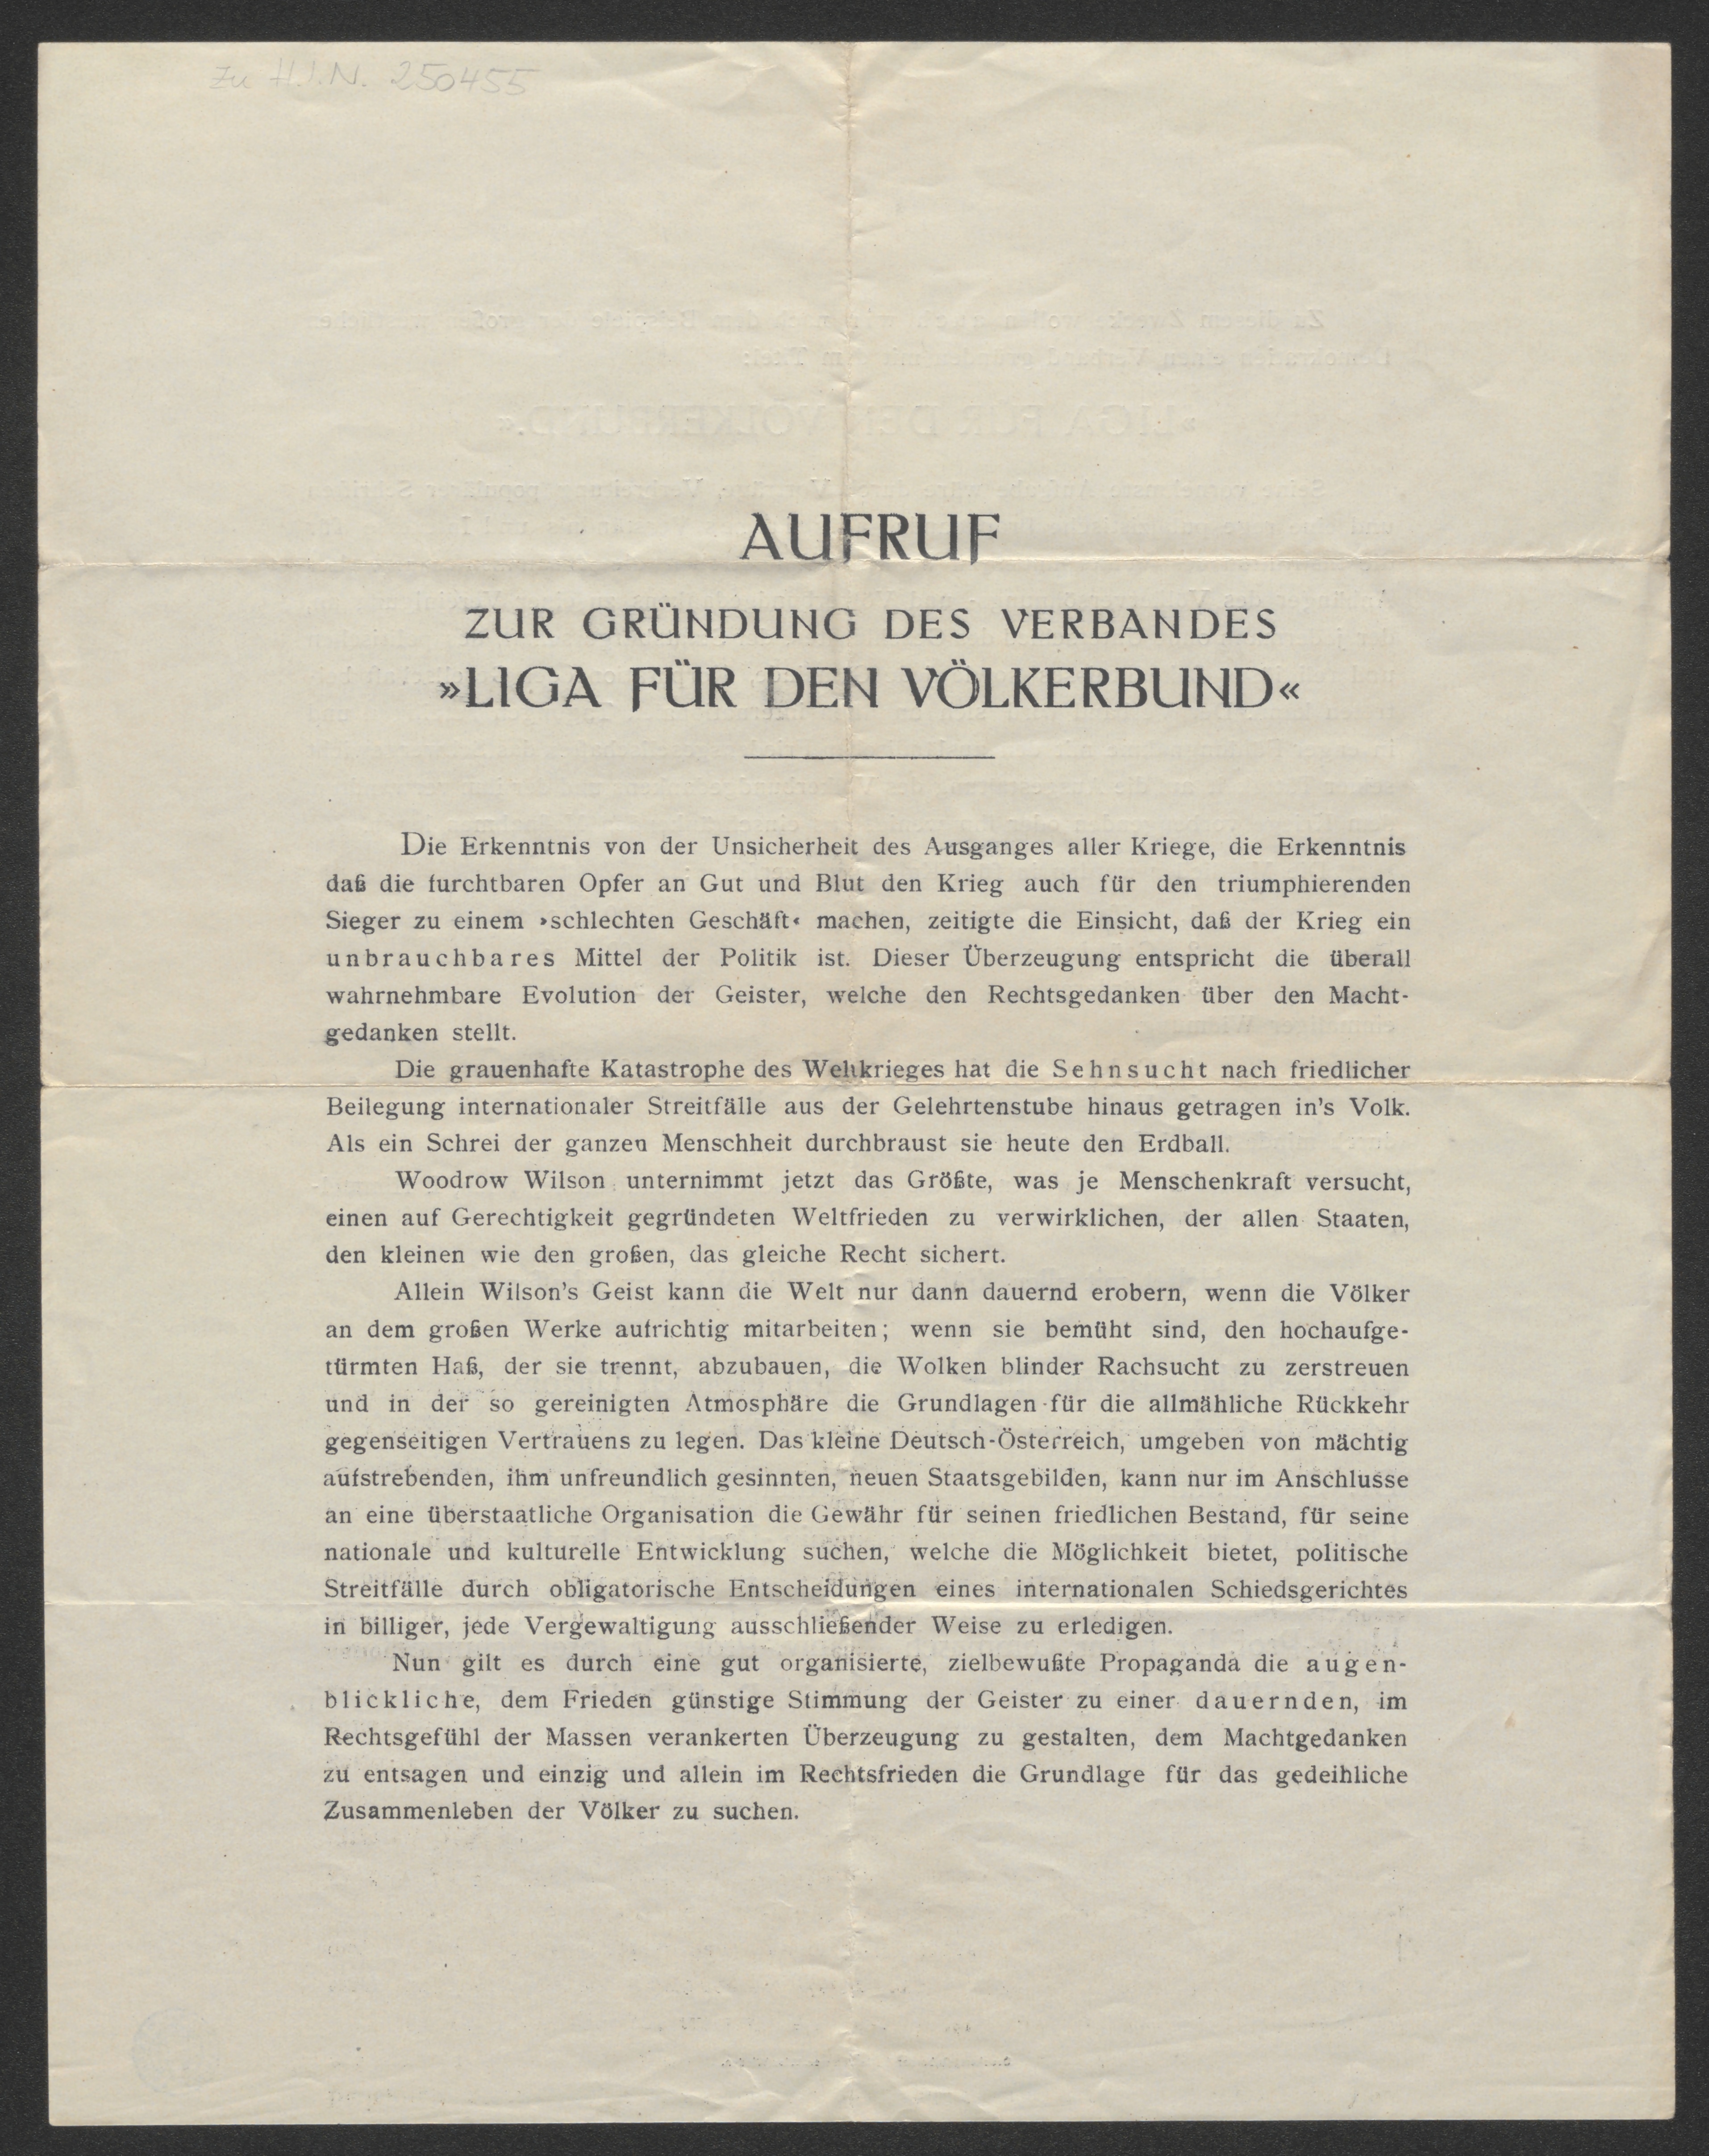 Zu H.I.N. 250455
AUFRUF
ZUR GRÜNDUNG DES VERBANDES
»LIGA FÜR DEN VÖLKERBUND«
Die Erkenntnis von der Unsicherheit des Ausganges aller Kriege, die Erkenntnis
daß die furchtbaren Opfer an Gut und Blut den Krieg auch für den triumphierenden
Sieger zu einem ›schlechten Geschäft‹ machen, zeitigte die Einsicht, daß der Krieg ein
unbrauchbares Mittel der Politik ist. Dieser Überzeugung entspricht die überall
wahrnehmbare Evolution der Geister, welche den Rechtsgedanken über den Macht-
gedanken stellt.
Die grauenhafte Katastrophe des Weltkrieges hat die Sehnsucht nach friedlicher
Beilegung internationaler Streitfälle aus der Gelehrtenstube hinaus getragen in's Volk.
Als ein Schrei der ganzen Menschheit durchbraust sie heute den Erdball.
Woodrow Wilson unternimmt jetzt das Größte, was je Menschenkraft versucht,
einen auf Gerechtigkeit gegründeten Weltfrieden zu verwirklichen, der allen Staaten,
den kleinen wie den großen, das gleiche Recht sichert.
Allein Wilson's Geist kann die Welt nur dann dauernd erobern, wenn die Völker
an dem großen Werke aufrichtig mitarbeiten; wenn sie bemüht sind, den hochaufge-
türmten Haß, der sie trennt, abzubauen, die Wolken blinder Rachsucht zu zerstreuen
und in der so gereinigten Atmosphäre die Grundlagen für die allmähliche Rückkehr
gegenseitigen Vertrauens zu legen. Das kleine Deutsch-Österreich, umgeben von mächtig
aufstrebenden, ihm unfreundlich gesinnten, neuen Staatsgebilden, kann nur im Anschlusse
an eine überstaatliche Organisation die Gewähr für seinen friedlichen Bestand, für seine
nationale und kulturelle Entwicklung suchen, welche die Möglichkeit bietet, politische
Streitfälle durch obligatorische Entscheidungen eines internationalen Schiedsgerichtes
in billiger, jede Vergewaltigung ausschließender Weise zu erledigen.
Nun gilt es durch eine gut organisierte, zielbewußte Propaganda die augen-
blickliche, dem Frieden günstige Stimmung der Geister zu einer dauernden, im
Rechtsgefühl der Massen verankerten Überzeugung zu gestalten, dem Machtgedanken
zu entsagen und einzig und allein im Rechtsfrieden die Grundlage für das gedeihliche
Zusammenleben der Völker zu suchen.